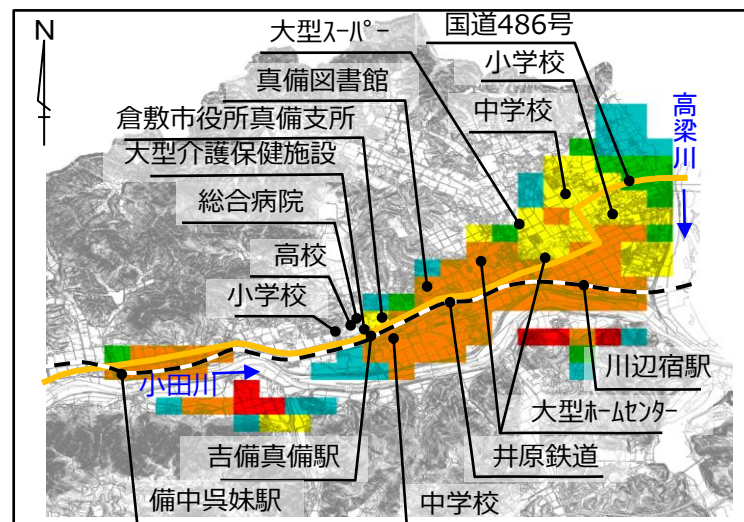 N
大型ｽｰﾊﾟｰ
国道486号
小学校
真備図書館
中学校
高梁川
倉敷市役所真備支所
大型介護保健施設
総合病院
高校
小学校
小田川
川辺宿駅
大型ホームセンター
吉備真備駅
井原鉄道
備中呉妹駅
中学校